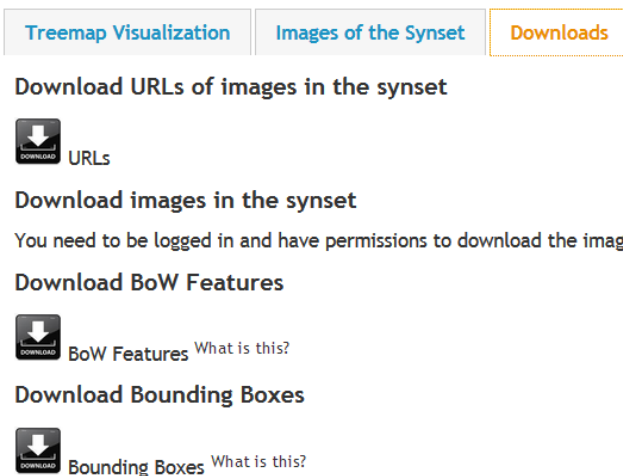 Treemap Visualization Images of the Synset Downloads
Download URLs of images in the synset
DOWNLOAD URLs
Download images in the synset
You need to be logged in and have permissions to download the imag
Download BoW Features
DOWNLOAD BoW Features What is this?
Download Bounding Boxes
DOWNLOAD Bounding Boxes What is this?